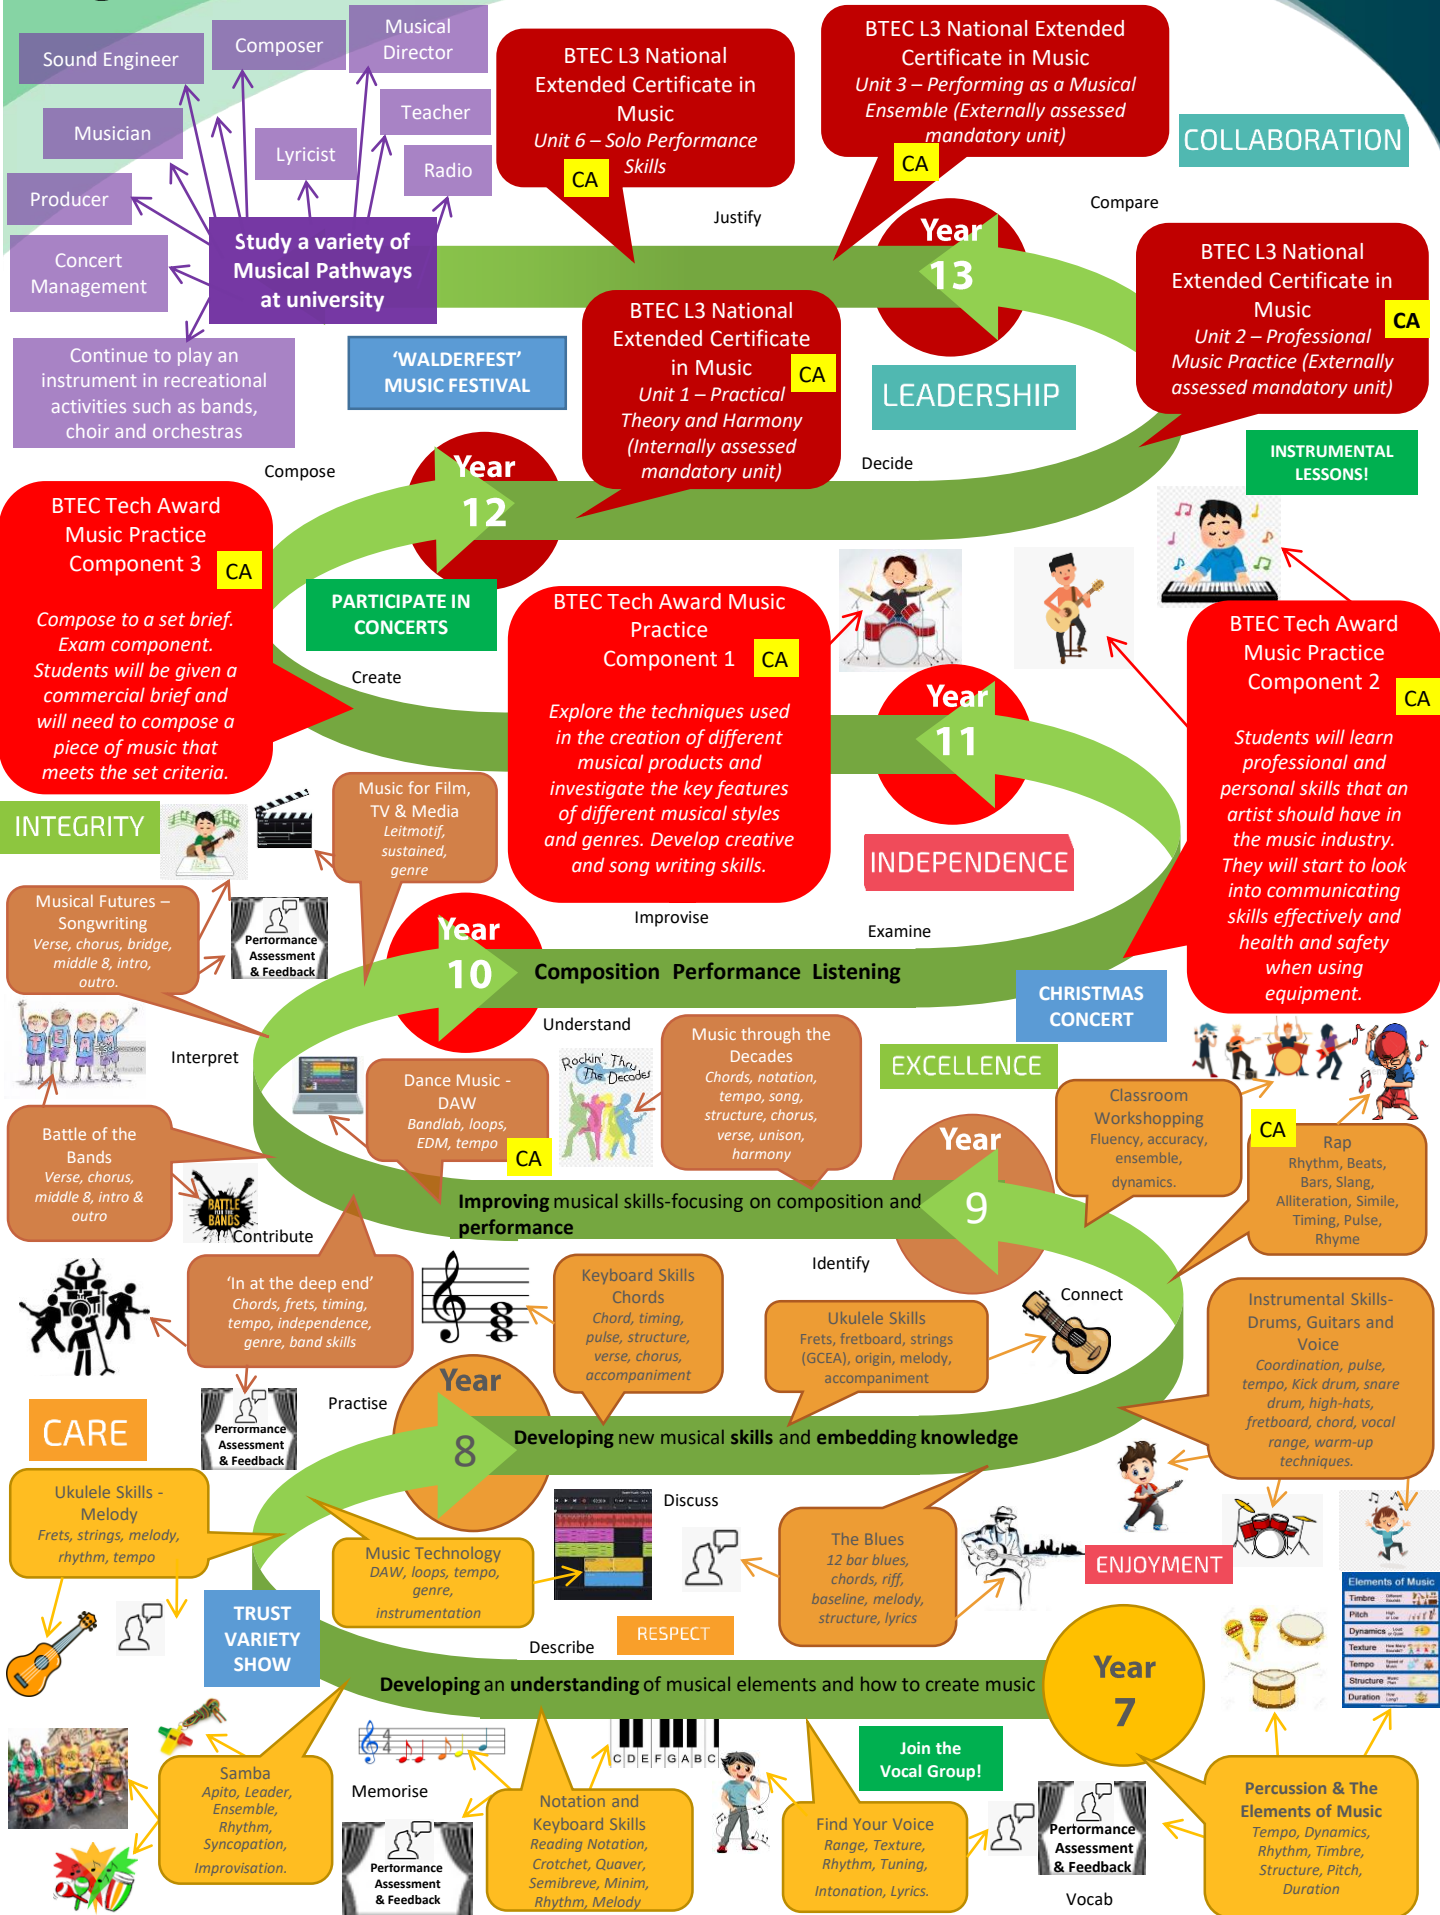 Sound Engineer
Composer
Musical
Director
Musician
Lyricist
Teacher
Radio
Producer
Concert
Management
Study a variety of
Musical Pathways
at university
Continue to play an
instrument in recreational
activities such as bands,
choir and orchestras
BTEC L3 National
Extended Certificate in
Music
Unit 6 – Solo Performance
Skills
CA
BTEC L3 National Extended
Certificate in Music
Unit 3 – Performing as a Musical
Ensemble (Externally assessed
mandatory unit)
CA
COLLABORATION
Justify
Compare
Year
13
BTEC L3 National
Extended Certificate in
Music
Unit 2 – Professional
Music Practice (Externally
assessed mandatory unit)
CA
‘WALDERFEST’
MUSIC FESTIVAL
BTEC L3 National
Extended Certificate
in Music
Unit 1 – Practical
Theory and Harmony
(Internally assessed
mandatory unit)
CA
LEADERSHIP
Compose
Year
12
Decide
INSTRUMENTAL
LESSONS!
BTEC Tech Award
Music Practice
Component 3
CA
Compose to a set brief.
Exam component.
Students will be given a
commercial brief and
will need to compose a
piece of music that
meets the set criteria.
PARTICIPATE IN
CONCERTS
Create
BTEC Tech Award Music
Practice
Component 1
CA
Explore the techniques used
in the creation of different
musical products and
investigate the key features
of different musical styles
and genres. Develop creative
and song writing skills.
Year
11
BTEC Tech Award
Music Practice
Component 2
CA
Students will learn
professional and
personal skills that an
artist should have in
the music industry.
They will start to look
into communicating
skills effectively and
health and safety
when using
equipment.
INTEGRITY
Music for Film,
TV & Media
Leitmotif,
sustained,
genre
INDEPENDENCE
Musical Futures –
Songwriting
Verse, chorus, bridge,
middle 8, intro,
outro.
Performance
Assessment
& Feedback
Improvise
Examine
Year
10
Composition Performance Listening
CHRISTMAS
CONCERT
TEAM
Interpret
Understand
Dance Music -
DAW
Bandlab, loops,
EDM, tempo
CA
Rockin' Thru
The Decades
Music through the
Decades
Chords, notation,
tempo, song,
structure, chorus,
verse, unison,
harmony
EXCELLENCE
Classroom
Workshopping
Fluency, accuracy,
ensemble,
dynamics.
CA
Rap
Rhythm, Beats,
Bars, Slang,
Alliteration, Simile,
Timing, Pulse,
Rhyme
Battle of the
Bands
Verse, chorus,
middle 8, intro &
outro
BATTLE
FOR THE
BANDS
Contribute
Year
9
Improving musical skills-focusing on composition and
performance
‘In at the deep end’
Chords, frets, timing,
tempo, independence,
genre, band skills
Keyboard Skills
Chords
Chord, timing,
pulse, structure,
verse, chorus,
accompaniment
Identify
Ukulele Skills
Frets, fretboard, strings
(GCEA), origin, melody,
accompaniment
Connect
Instrumental Skills-
Drums, Guitars and
Voice
Coordination, pulse,
tempo, Kick drum, snare
drum, high-hats,
fretboard, chord, vocal
range, warm-up
techniques.
CARE
Performance
Assessment
& Feedback
Practise
Year
8
Developing new musical skills and embedding knowledge
Ukulele Skills -
Melody
Frets, strings, melody,
rhythm, tempo
Music Technology
DAW, loops, tempo,
genre,
instrumentation
Discuss
The Blues
12 bar blues,
chords, riff,
baseline, melody,
structure, lyrics
ENJOYMENT
TRUST
VARIETY
SHOW
Describe
RESPECT
Elements of Music
Timbre
Pitch
Dynamics
Texture
Tempo
Structure
Duration
Developing an understanding of musical elements and how to create music
Year
7
Samba
Apito, Leader,
Ensemble,
Rhythm,
Syncopation,
Improvisation.
4
4
Memorise
Performance
Assessment
& Feedback
C D E F G A B C
Notation and
Keyboard Skills
Reading Notation,
Crotchet, Quaver,
Semibreve, Minim,
Rhythm, Melody
Find Your Voice
Range, Texture,
Rhythm, Tuning,
Intonation, Lyrics.
Join the
Vocal Group!
Performance
Assessment
& Feedback
Vocab
Percussion & The
Elements of Music
Tempo, Dynamics,
Rhythm, Timbre,
Structure, Pitch,
Duration